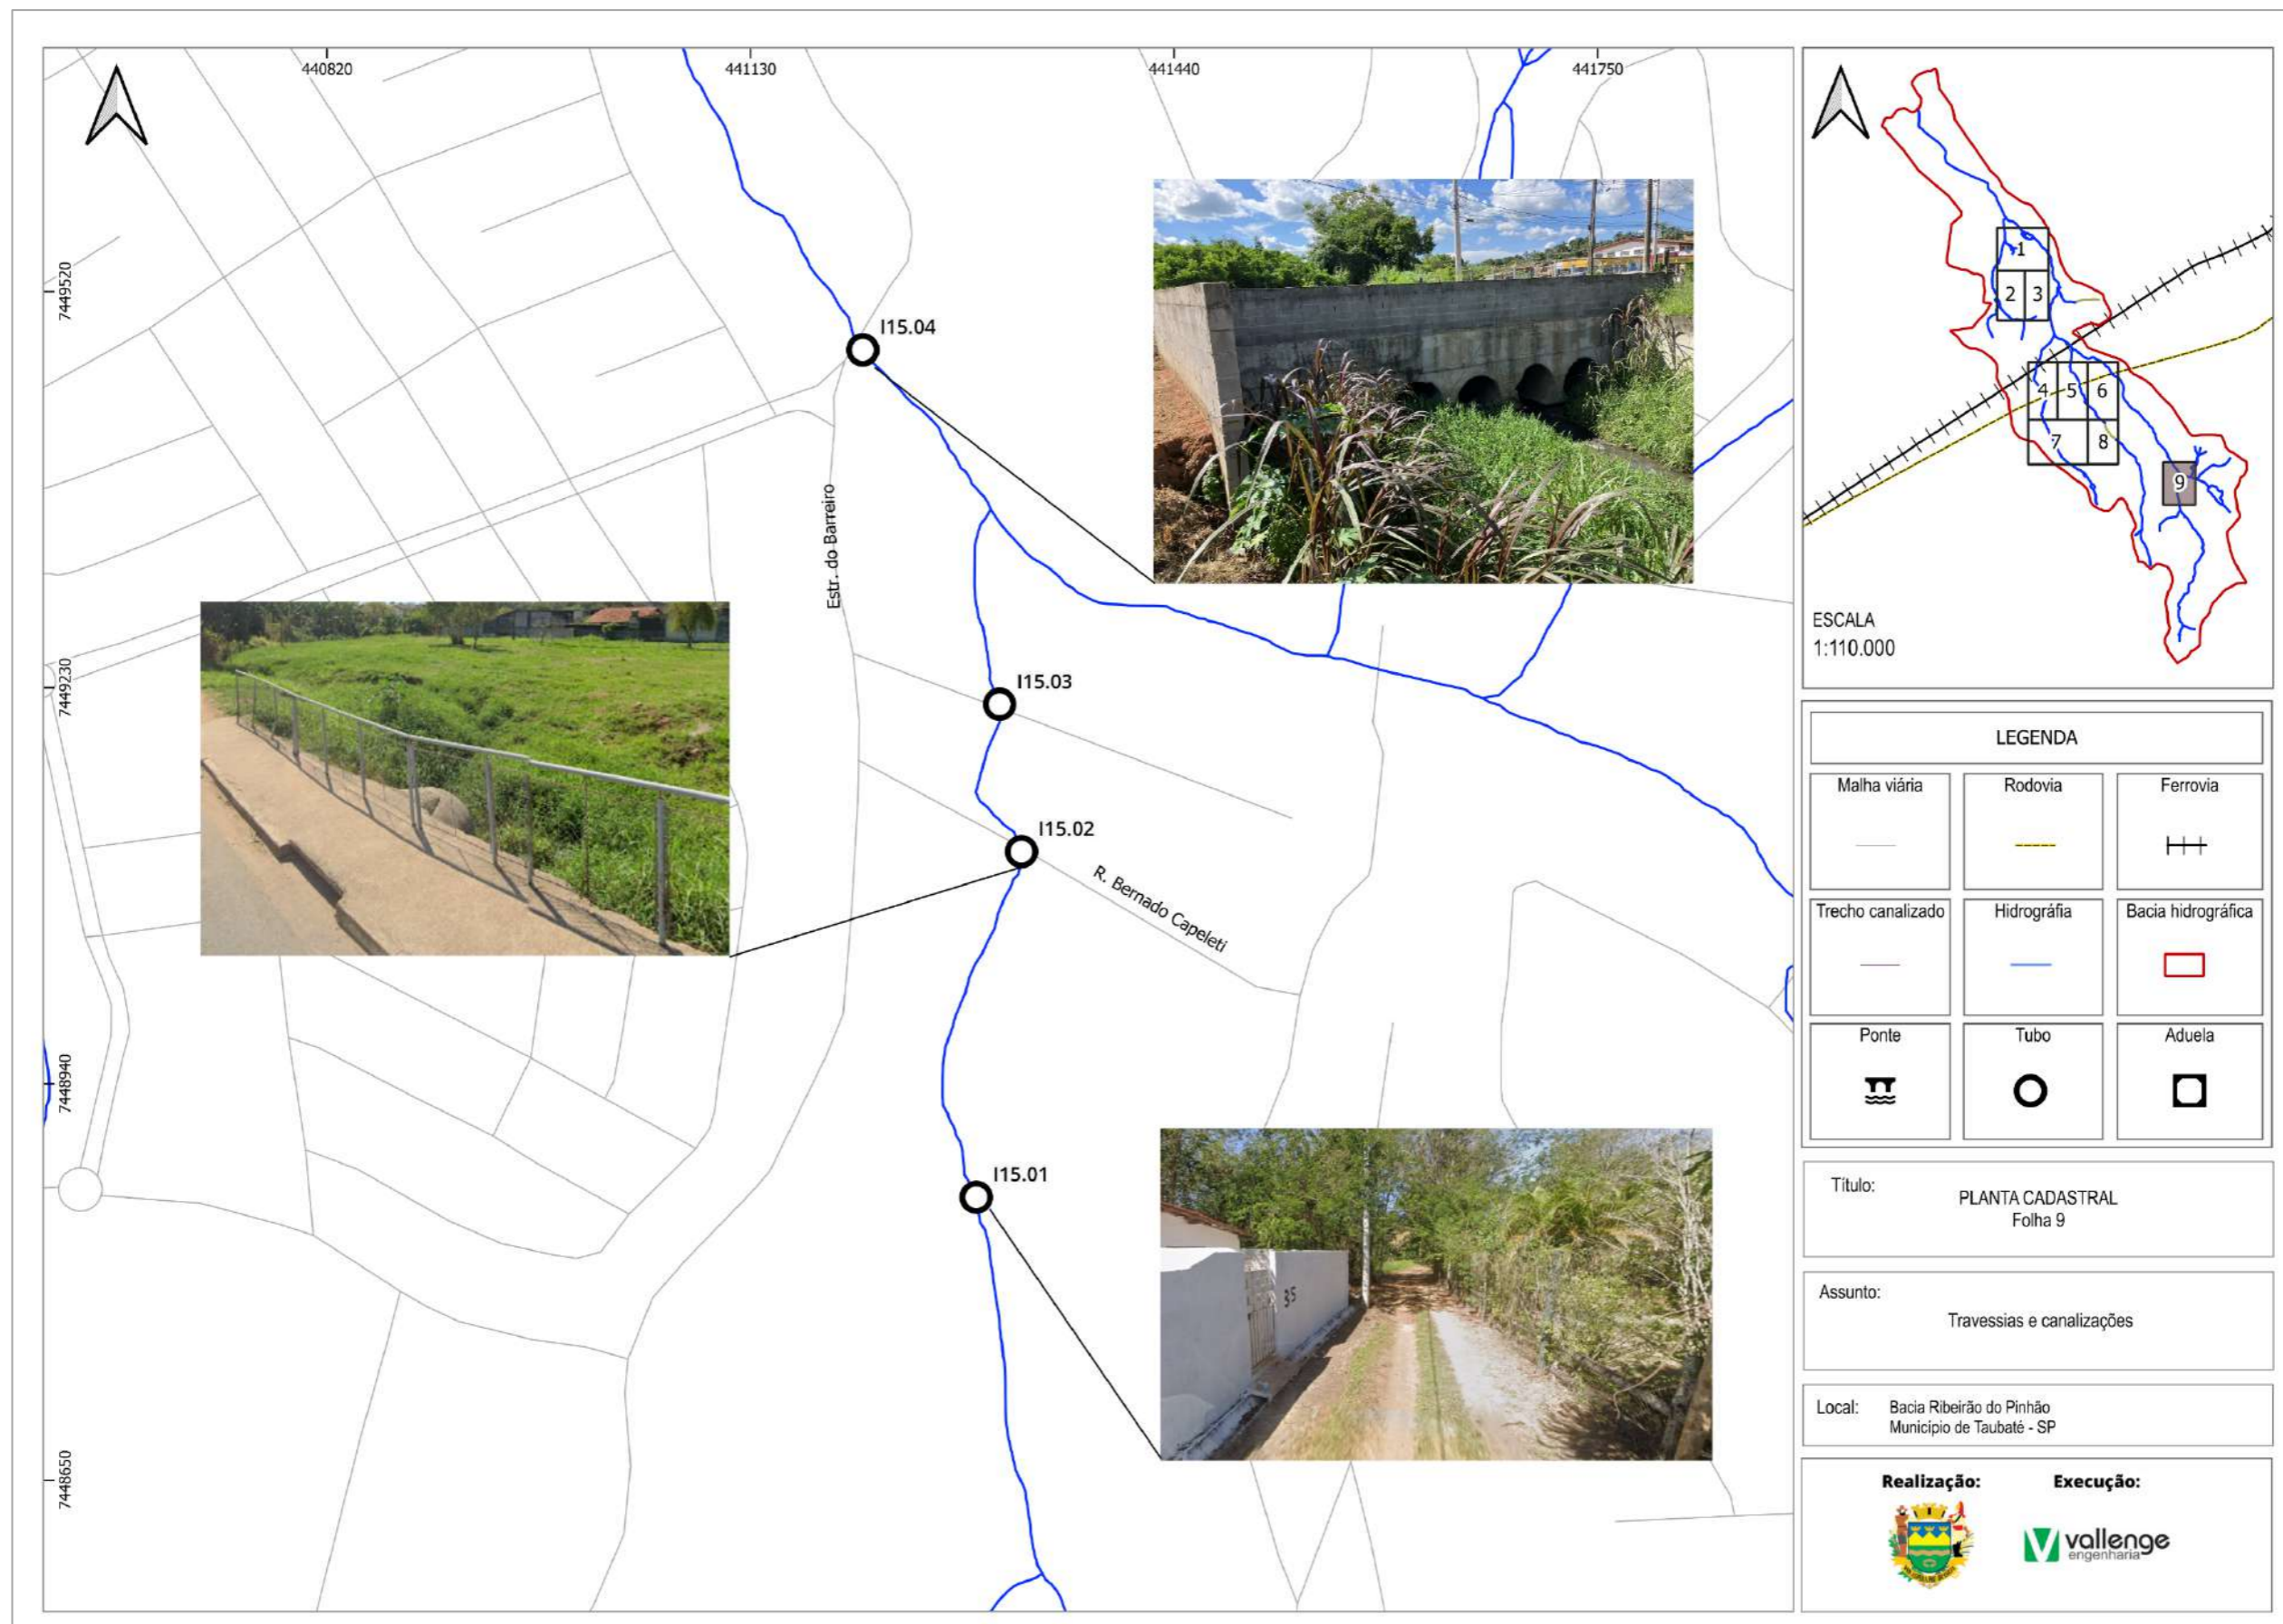 440820
441130
441440
441750
7449520
7449230
7448940
7448650
I15.04
Estr. do Barreiro
I15.03
I15.02
R. Bernado Capeleti
I15.01
35
1
2
3
4
5
6
7
8
9
ESCALA
1:110.000
LEGENDA
Malha viária
Rodovia
Ferrovia
Trecho canalizado
Hidrográfia
Bacia hidrográfica
Ponte
Tubo
Aduela
Título:
PLANTA CADASTRAL
Folha 9
Assunto:
Travessias e canalizações
Local:
Bacia Ribeirão do Pinhão
Município de Taubaté - SP
Realização:
Execução:
vallenge
engenharia